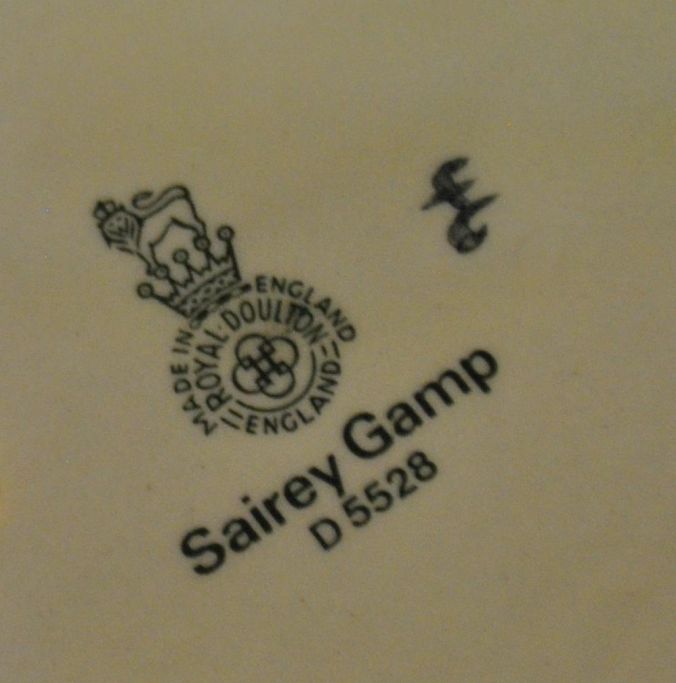 MADE IN ENGLAND
ROYAL·DOULTON
ENGLAND
Sairey Gamp
D 5528